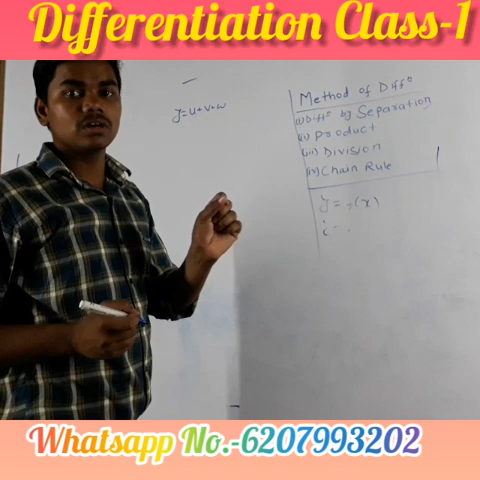 Differentiation Class-1
y=u+v+w
Method of Diffⁿ
(i) Diffⁿ by Separation
(ii) Product
(iii) Division
(iv) Chain Rule
y = (x)
Whatsapp No.-6207993202